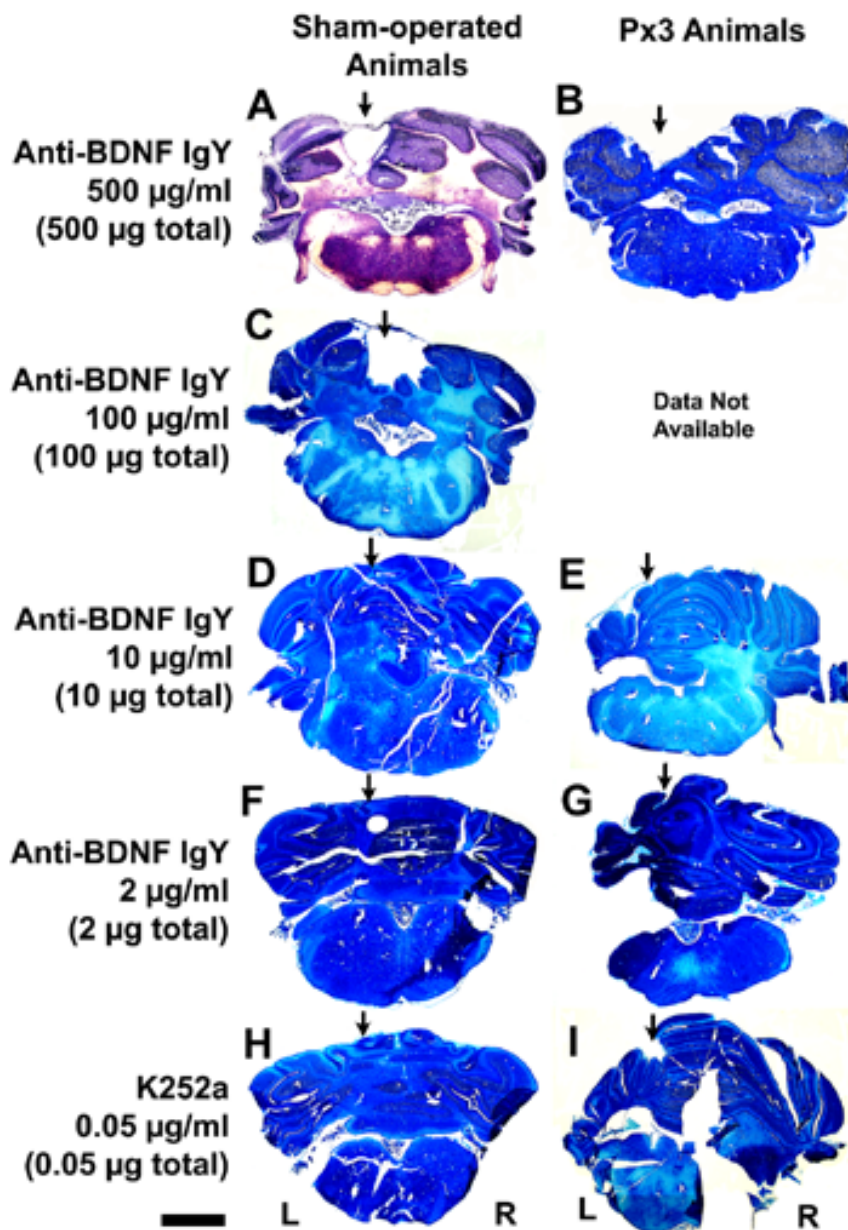 Sham-operated
Animals
Px3 Animals
A
B
Anti-BDNF IgY
500 µg/ml
(500 µg total)
C
Anti-BDNF IgY
100 µg/ml
(100 µg total)
Data Not
Available
D
E
Anti-BDNF IgY
10 µg/ml
(10 µg total)
F
G
Anti-BDNF IgY
2 µg/ml
(2 µg total)
H
I
K252a
0.05 µg/ml
(0.05 µg total)
L R
L R